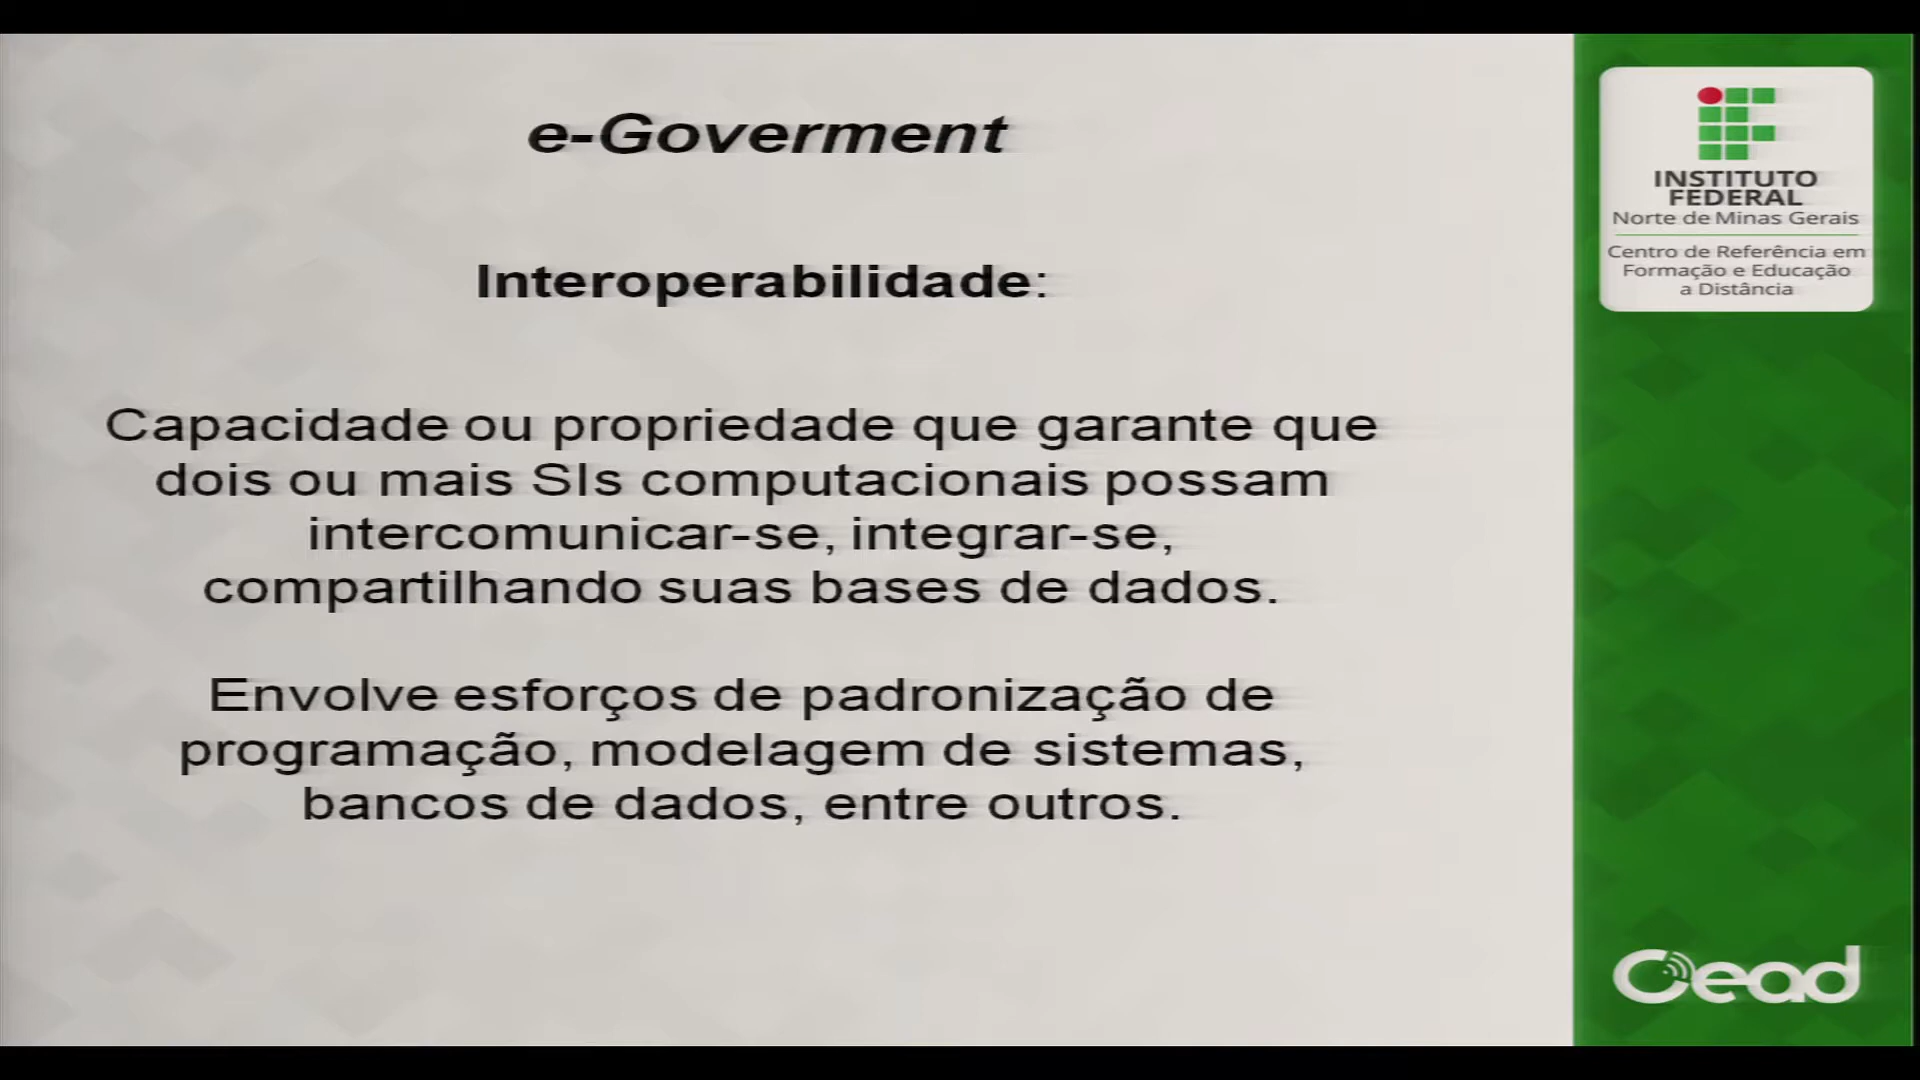 e-Goverment
Interoperabilidade:
Capacidade ou propriedade que garante que
dois ou mais SIs computacionais possam
intercomunicar-se, integrar-se,
compartilhando suas bases de dados.
Envolve esforços de padronização de
programação, modelagem de sistemas,
bancos de dados, entre outros.
INSTITUTO
FEDERAL
Norte de Minas Gerais
Centro de Referência em
Formação e Educação
a Distância
Cead